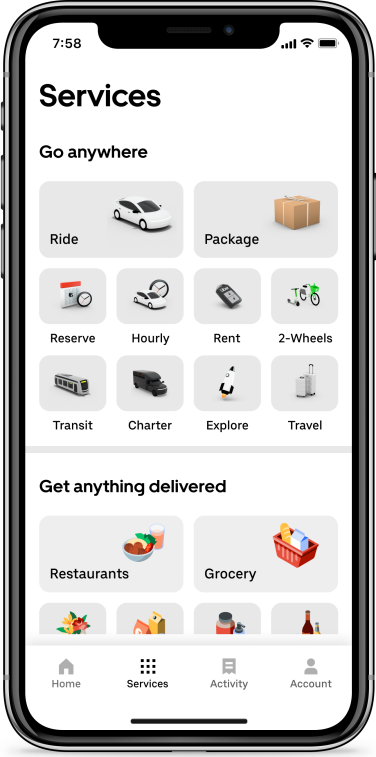 7:58
Services
Go anywhere
Ride
Package
Reserve
Hourly
Rent
2-Wheels
Transit
Charter
Explore
Travel
Get anything delivered
Restaurants
Grocery
Home
Services
Activity
Account